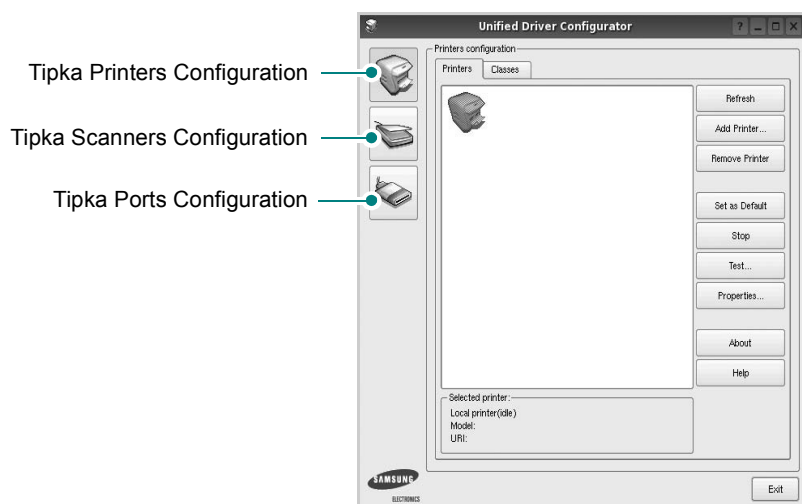 Unified Driver Configurator
Tipka Printers Configuration
Tipka Scanners Configuration
Tipka Ports Configuration
Printers configuration
Printers
Classes
Refresh
Add Printer...
Remove Printer
Set as Default
Stop
Test...
Properties...
About
Help
Selected printer:
Local printer(idle)
Model:
URI:
SAMSUNG
ELECTRONICS
Exit